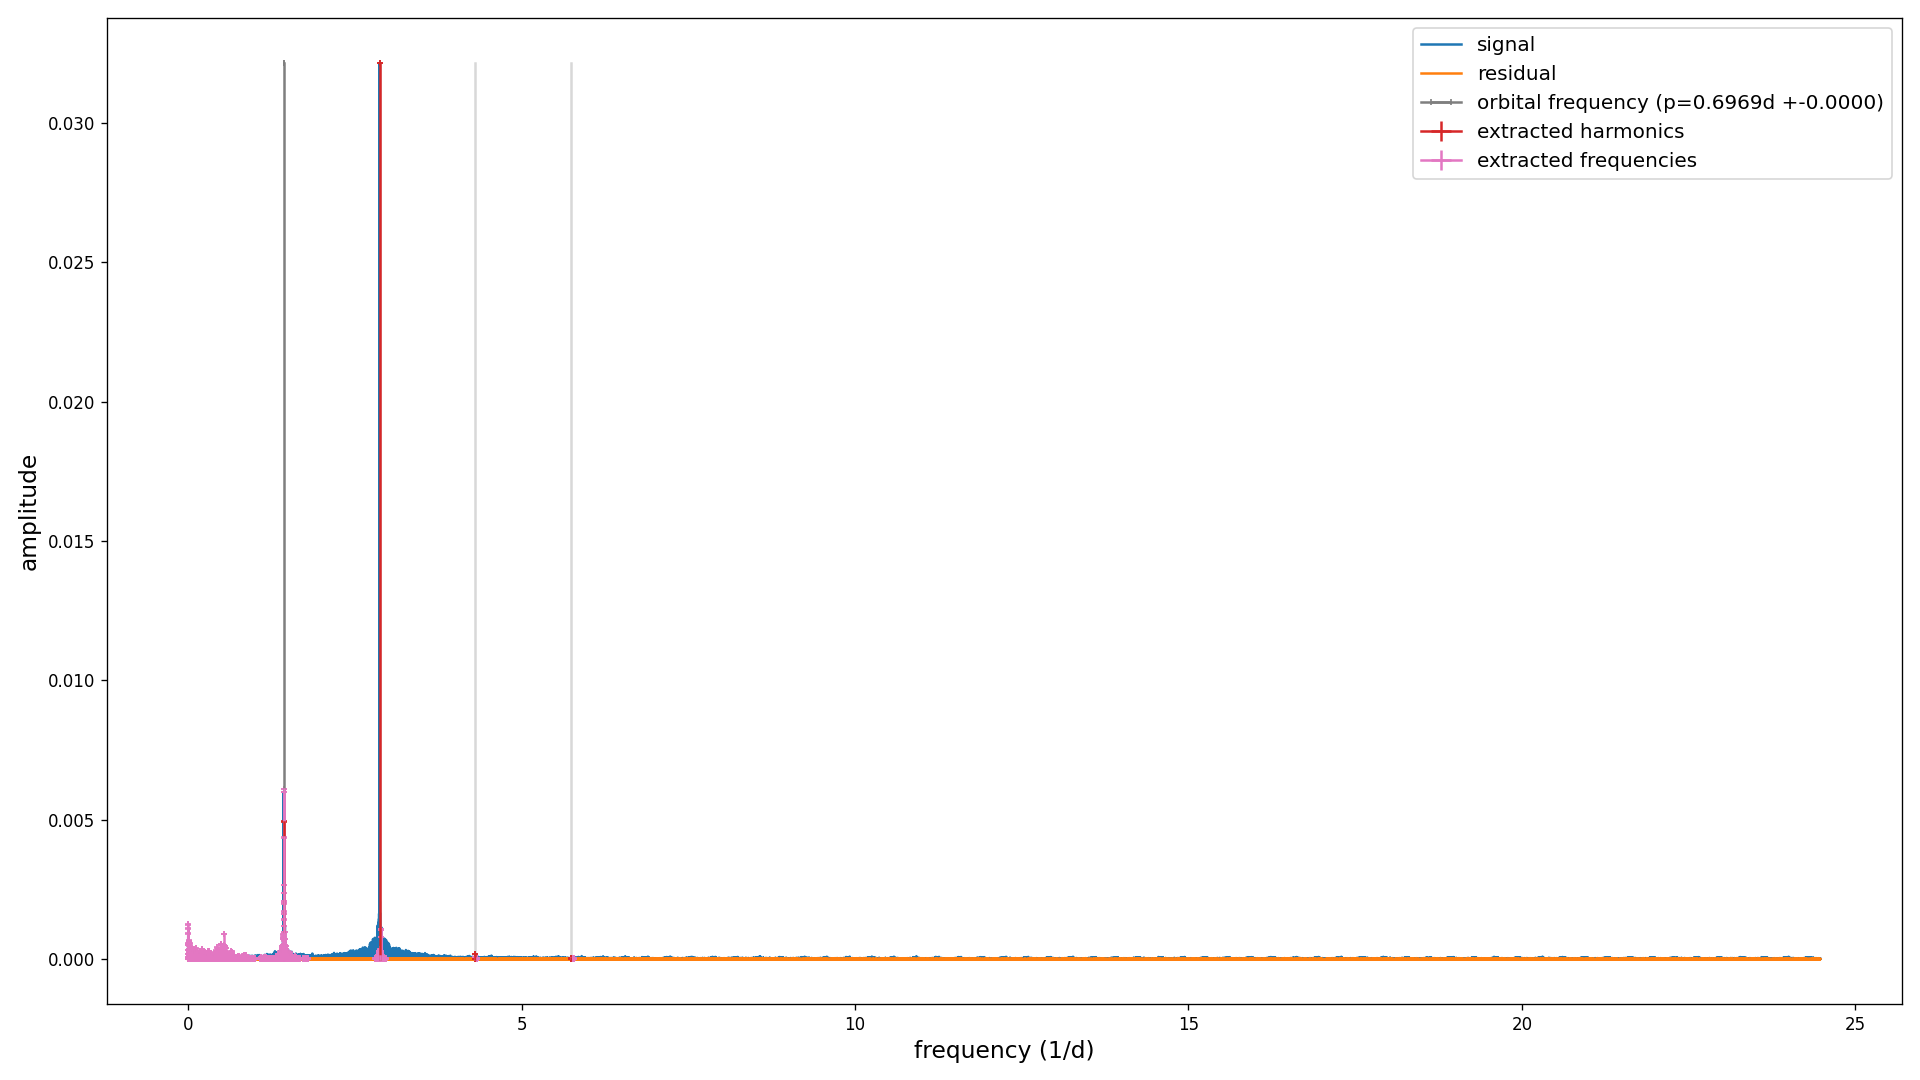 signal
residual
orbital frequency (p=0.6969d +-0.0000)
extracted harmonics
extracted frequencies
0.030
0.025
0.020
0.015
0.010
0.005
0.000
amplitude
0
5
10
15
20
25
frequency (1/d)